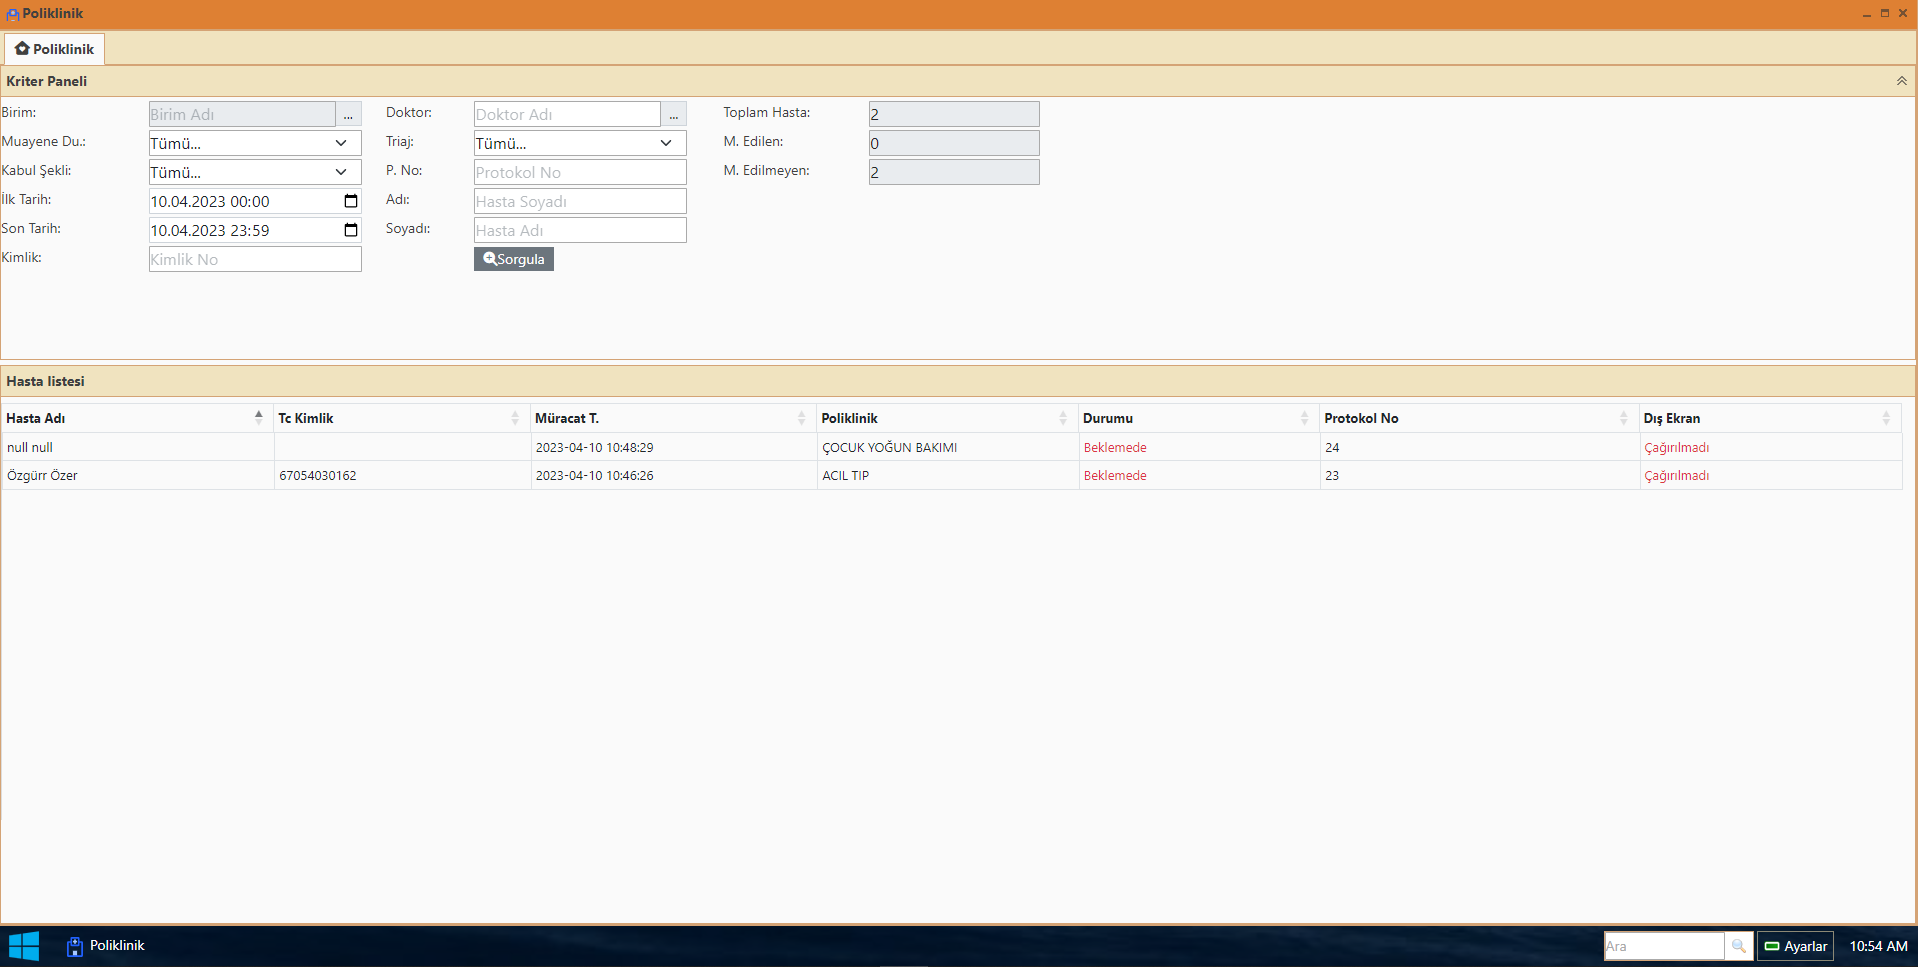 Poliklinik
Poliklinik
Kriter Paneli
Birim: Birim Adı ... Doktor: Doktor Adı ... Toplam Hasta: 2
Muayene Du.: Tümü... Triaj: Tümü... M. Edilen: 0
Kabul Şekli: Tümü... P. No: Protokol No M. Edilmeyen: 2
İlk Tarih: 10.04.2023 00:00 Adı: Hasta Soyadı
Son Tarih: 10.04.2023 23:59 Soyadı: Hasta Adı
Kimlik: Kimlik No Sorgula
Hasta listesi
Hasta Adı Tc Kimlik Müracat T. Poliklinik Durumu Protokol No Dış Ekran
null null 2023-04-10 10:48:29 ÇOCUK YOĞUN BAKIMI Beklemede 24 Çağırılmadı
Özgürr Özer 67054030162 2023-04-10 10:46:26 ACIL TIP Beklemede 23 Çağırılmadı
Poliklinik Ara Ayarlar 10:54 AM